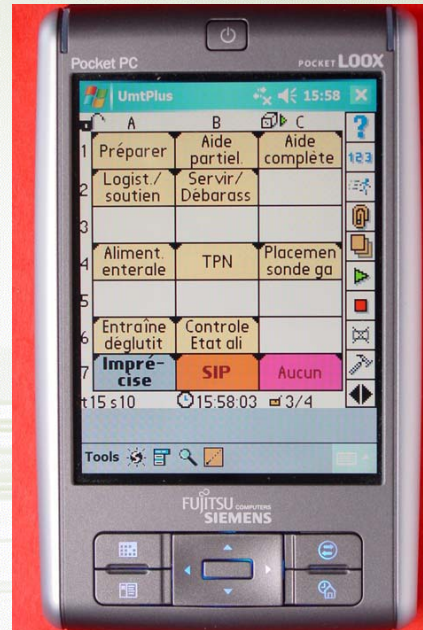 Pocket PC
POCKET LOOX
UmtPlus 15:58
A B C
1 Préparer Aide partiel. Aide complète
2 Logist./ soutien Servir/ Débarass
3
4 Aliment. enterale TPN Placemen sonde ga
5
6 Entraîne déglutit Controle Etat ali
7 Impré- cise SIP Aucun
?
123
t15 s10 15:58:03 3/4
Tools
FUJITSU COMPUTERS
SIEMENS